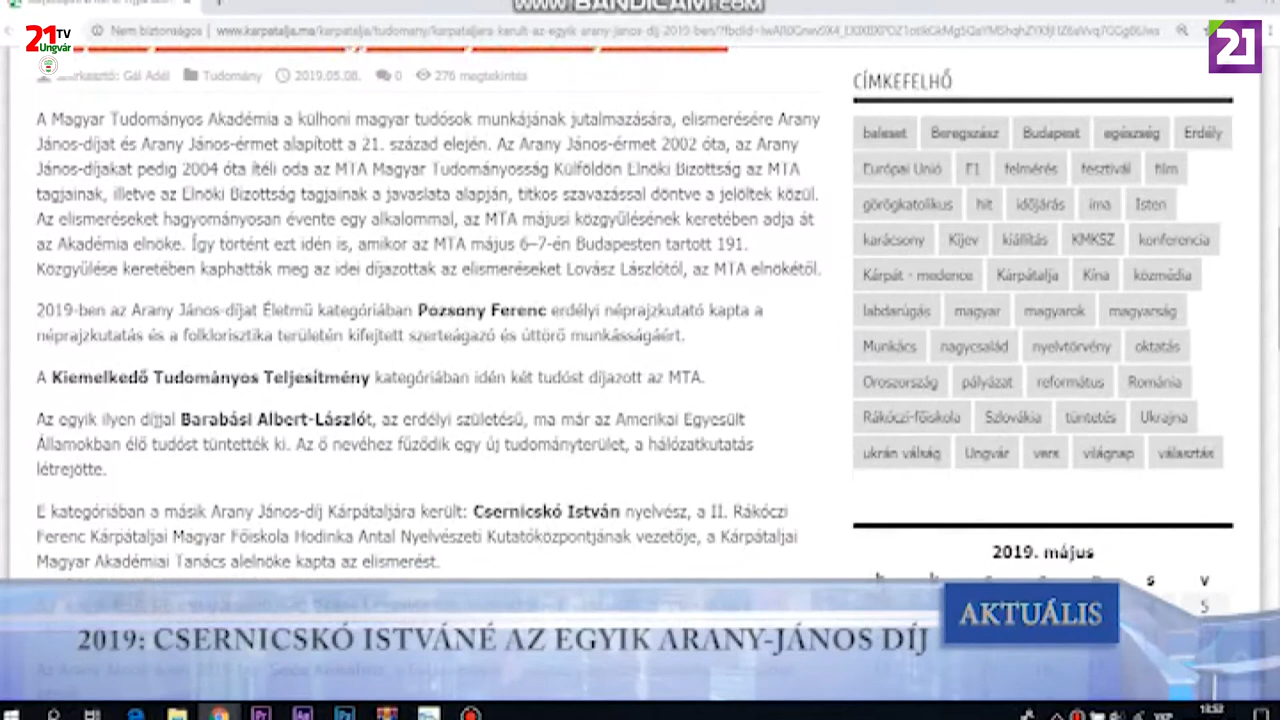 WWW.BANDICAM.COM
21 TV
Ungvár
21
Nem biztonságos
Gál Adél Tudomány 2019.05.08. 0 276 megtekintés
A Magyar Tudományos Akadémia a külhoni magyar tudósok munkájának jutalmazására, elismerésére Arany
János-díjat és Arany János-érmet alapított a 21. század elején. Az Arany János-érmet 2002 óta, az Arany
János-díjakat pedig 2004 óta ítéli oda az MTA Magyar Tudományosság Külföldön Elnöki Bizottság az MTA
tagjainak, illetve az Elnöki Bizottság tagjainak a javaslata alapján, titkos szavazással döntve a jelöltek közül.
Az elismeréseket hagyományosan évente egy alkalommal, az MTA májusi közgyűlésének keretében adja át
az Akadémia elnöke. Így történt ezt idén is, amikor az MTA május 6–7-én Budapesten tartott 191.
Közgyűlése keretében kaphatták meg az idei díjazottak az elismeréseket Lovász Lászlótól, az MTA elnökétől.
2019-ben az Arany János-díjat Életmű kategóriában Pozsony Ferenc erdélyi néprajzkutató kapta a
néprajzkutatás és a folklorisztika területén kifejtett szerteágazó és úttörő munkásságáért.
A Kiemelkedő Tudományos Teljesítmény kategóriában idén két tudóst díjazott az MTA.
Az egyik ilyen díjjal Barabási Albert-Lászlót, az erdélyi születésű, ma már az Amerikai Egyesült
Államokban élő tudóst tüntették ki. Az ő nevéhez fűződik egy új tudományterület, a hálózatkutatás
létrejötte.
E kategóriában a másik Arany János-díj Kárpátaljára került: Csernicskó István nyelvész, a II. Rákóczi
Ferenc Kárpátaljai Magyar Főiskola Hodinka Antal Nyelvészeti Kutatóközpontjának vezetője, a Kárpátaljai
Magyar Akadémiai Tanács alelnöke kapta az elismerést.
CÍMKEFELHŐ
baleset Beregszász Budapest egészség Erdély
Európai Unió F1 felmérés fesztivál film
görögkatolikus hit időjárás ima Isten
karácsony Kijev kiállítás KMKSZ konferencia
Kárpát - medence Kárpátalja Kína közmédia
labdarúgás magyar magyarok magyarság
Munkács nagycsalád nyelvtörvény oktatás
Oroszország pályázat református Románia
Rákóczi-főiskola Szlovákia tüntetés Ukrajna
ukrán válság Ungvár vers világnap választás
2019. május
s v
5
AKTUÁLIS
2019: CSERNICSKÓ ISTVÁNÉ AZ EGYIK ARANY-JÁNOS DÍJ